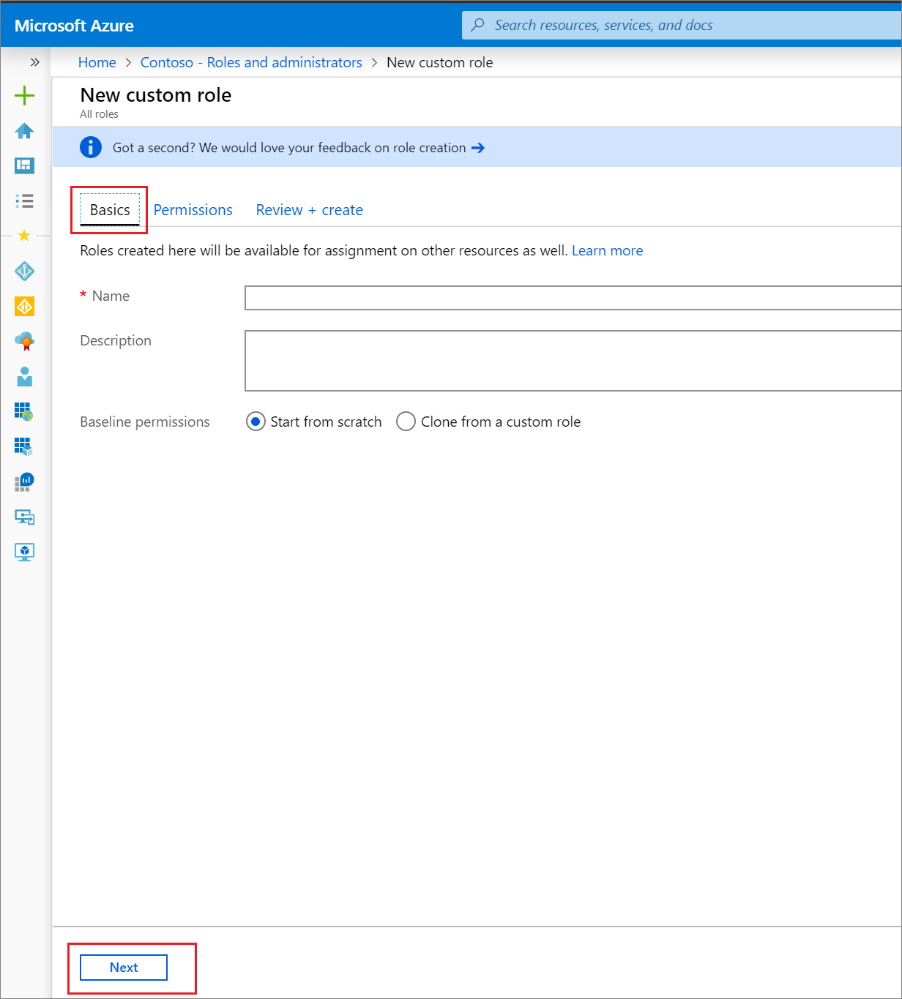 Microsoft Azure
Search resources, services, and docs
Home > Contoso - Roles and administrators > New custom role
New custom role
All roles
Got a second? We would love your feedback on role creation →
Basics Permissions Review + create
Roles created here will be available for assignment on other resources as well. Learn more
* Name
Description
Baseline permissions Start from scratch Clone from a custom role
Next